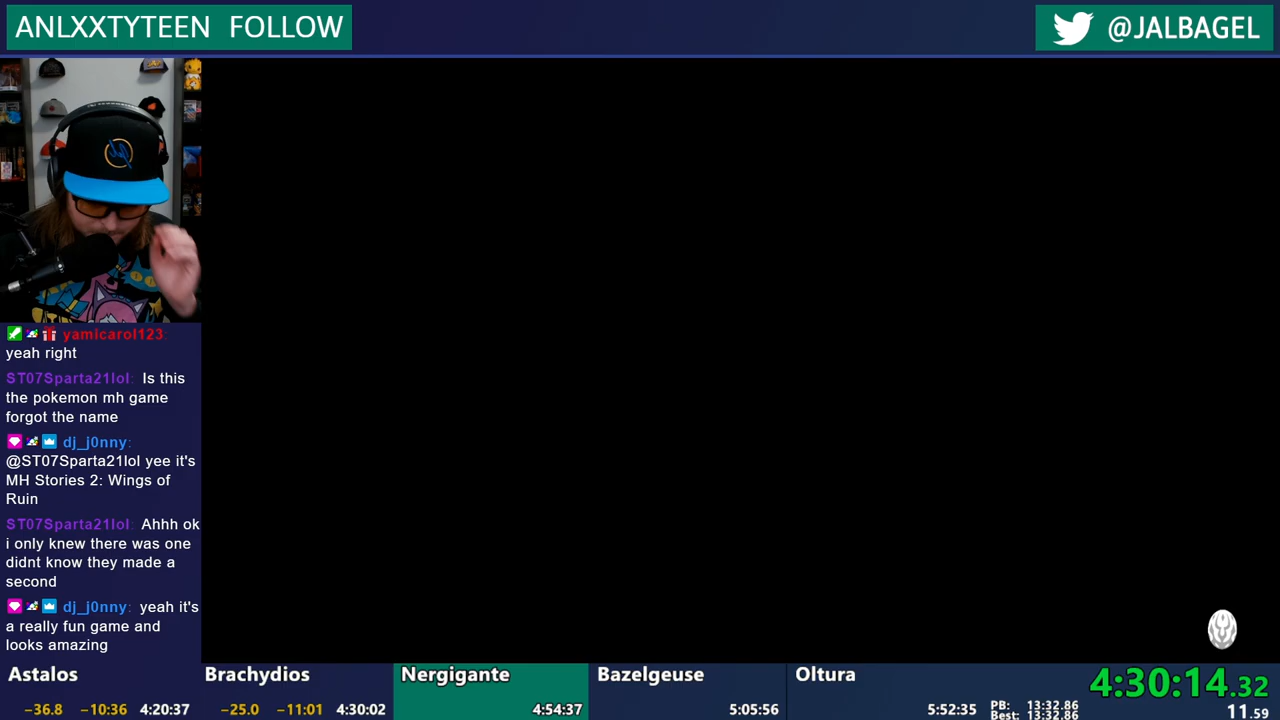 ANLXXTYTEEN FOLLOW
@JALBAGEL
yamicarol123:
yeah right
ST07Sparta21lol: Is this
the pokemon mh game
forgot the name
dj_j0nny:
@ST07Sparta21lol yee it's
MH Stories 2: Wings of
Ruin
ST07Sparta21lol: Ahhh ok
i only knew there was one
didnt know they made a
second
dj_j0nny: yeah it's
a really fun game and
looks amazing
Astalos
−36.8 −10:36 4:20:37
Brachydios
−25.0 −11:01 4:30:02
Nergigante
4:54:37
Bazelgeuse
5:05:56
Oltura
5:52:35
PB: 13:32.86
Best: 13:32.86
4:30:14.32
11.59